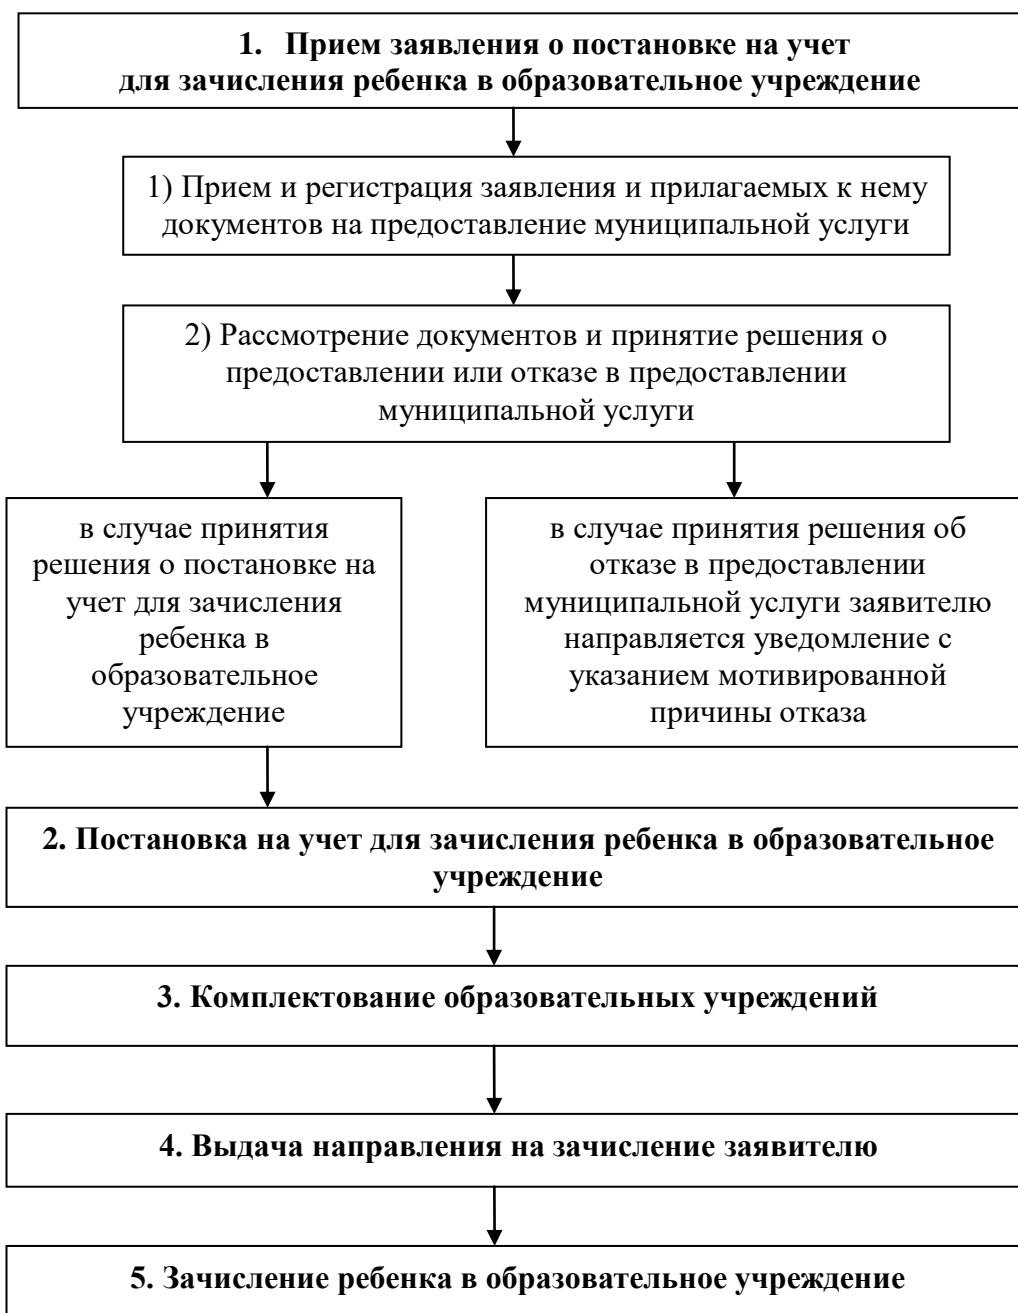 1. Прием заявления о постановке на учет
для зачисления ребенка в образовательное учреждение
1) Прием и регистрация заявления и прилагаемых к нему
документов на предоставление муниципальной услуги
2) Рассмотрение документов и принятие решения о
предоставлении или отказе в предоставлении
муниципальной услуги
в случае принятия
решения о постановке на
учет для зачисления
ребенка в
образовательное
учреждение
в случае принятия решения об
отказе в предоставлении
муниципальной услуги заявителю
направляется уведомление с
указанием мотивированной
причины отказа
2. Постановка на учет для зачисления ребенка в образовательное
учреждение
3. Комплектование образовательных учреждений
4. Выдача направления на зачисление заявителю
5. Зачисление ребенка в образовательное учреждение